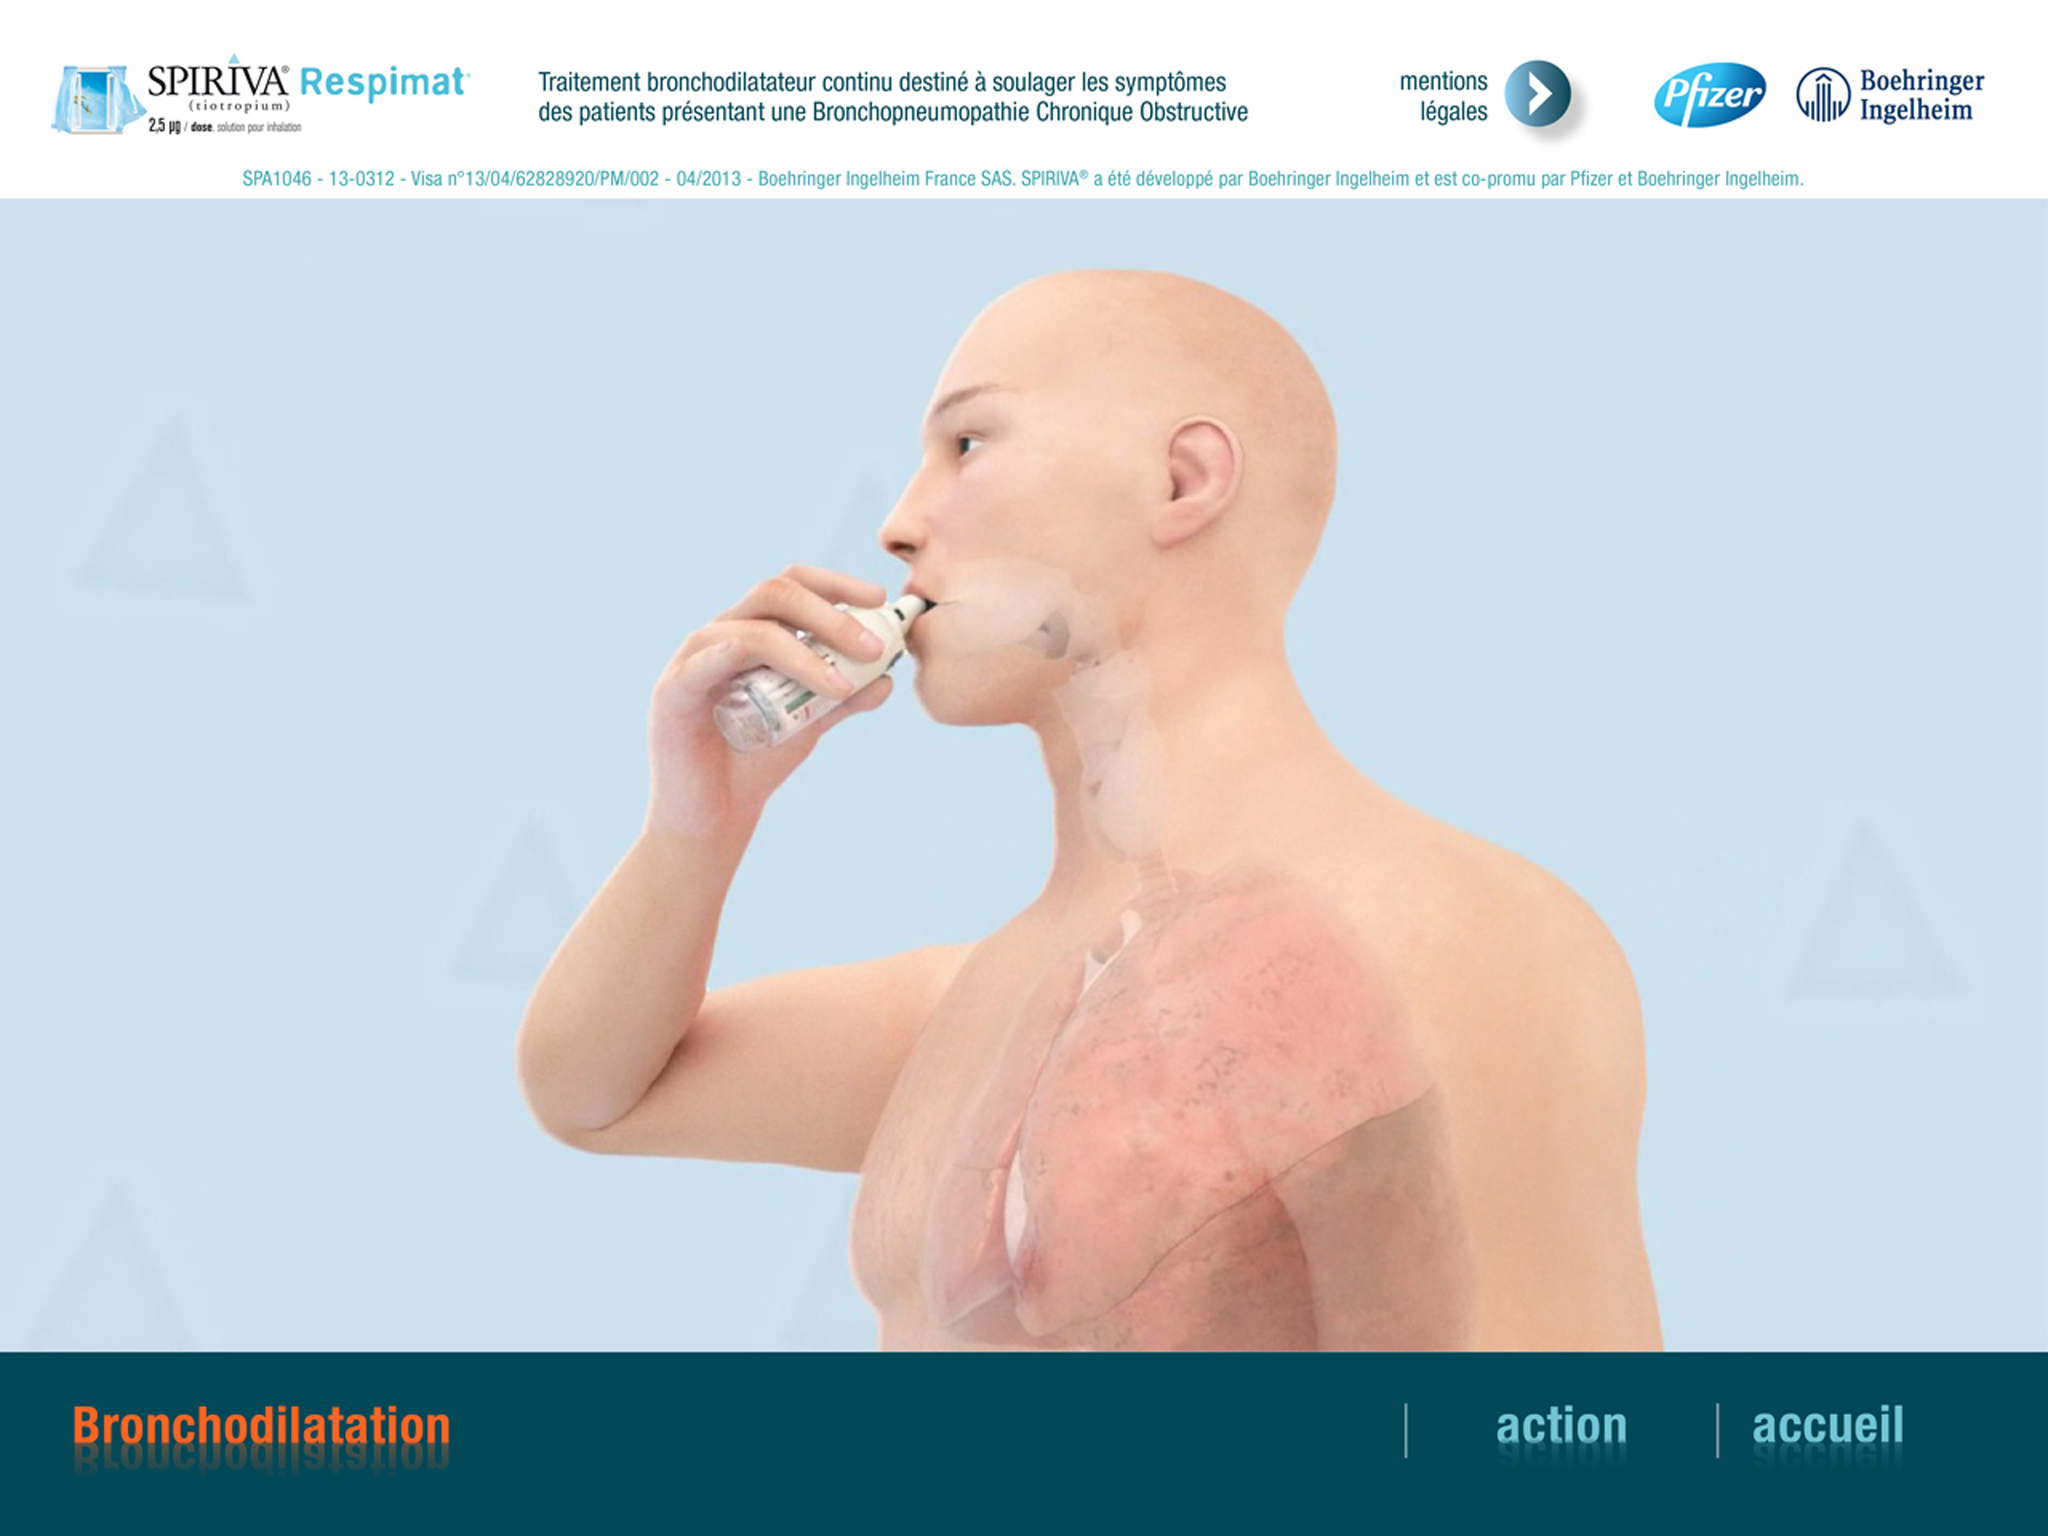 SPIRIVA® Respimat®
(tiotropium)
2,5 µg / dose, solution pour inhalation
Traitement bronchodilatateur continu destiné à soulager les symptômes
des patients présentant une Bronchopneumopathie Chronique Obstructive
mentions
légales
Pfizer
Boehringer
Ingelheim
SPA1046 - 13-0312 - Visa n°13/04/62828920/PM/002 - 04/2013 - Boehringer Ingelheim France SAS. SPIRIVA® a été développé par Boehringer Ingelheim et est co-promu par Pfizer et Boehringer Ingelheim.
Bronchodilatation
action
accueil